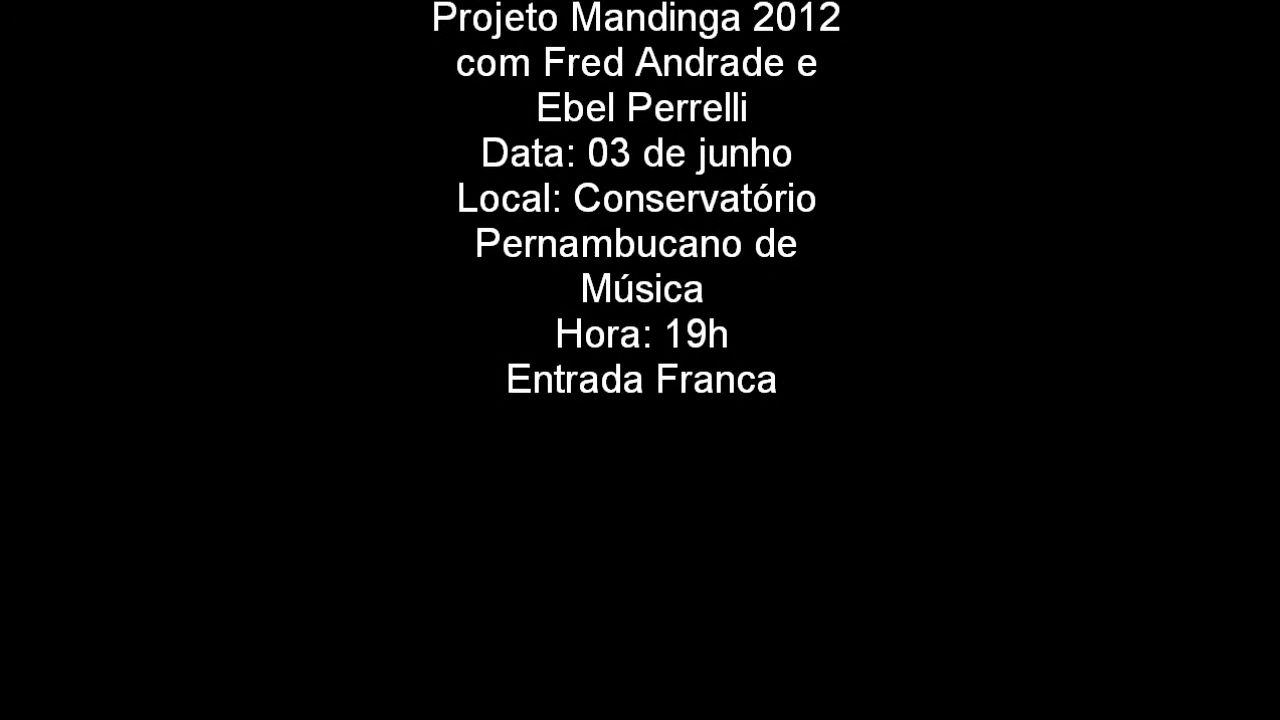 Projeto Mandinga 2012
com Fred Andrade e
Ebel Perrelli
Data: 03 de junho
Local: Conservatório
Pernambucano de
Música
Hora: 19h
Entrada Franca